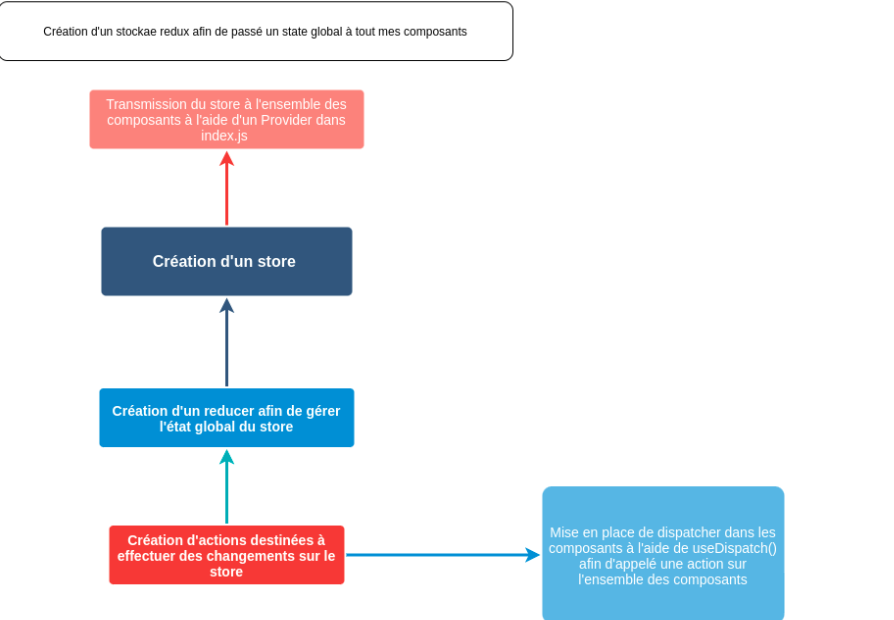 Création d'un stockae redux afin de passé un state global à tout mes composants
Transmission du store à l'ensemble des
composants à l'aide d'un Provider dans
index.js
Création d'un store
Création d'un reducer afin de gérer
l'état global du store
Création d'actions destinées à
effectuer des changements sur le
store
Mise en place de dispatcher dans les
composants à l'aide de useDispatch()
afin d'appelé une action sur
l'ensemble des composants